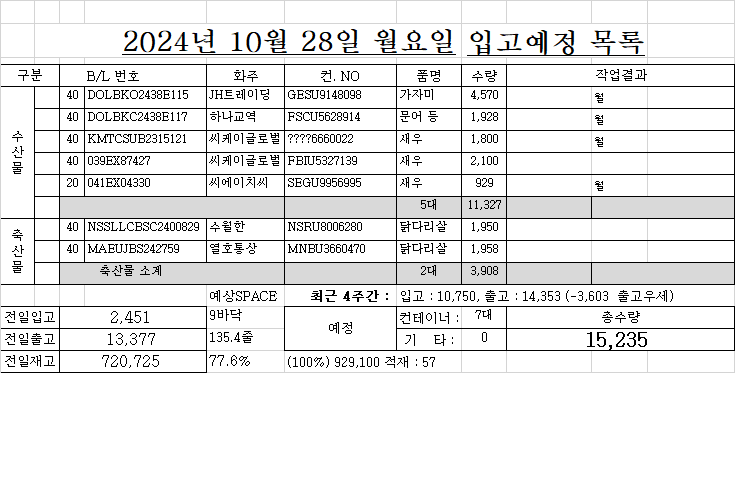 2024년 10월 28일 월요일 입고예정 목록
구분 B/L 번호 화주 컨. NO 품명 수량 작업결과
수산물
40 DOLBKO2438E115 JH트레이딩 GESU9148098 가자미 4,570 월
40 DOLBKC2438E117 하나교역 FSCU5628914 문어 등 1,928 월
40 KMTCSUB2315121 씨케이글로벌 ????6660022 새우 1,800 월
40 039EX87427 씨케이글로벌 FBIU5327139 새우 2,100
20 041EX04330 씨에이치씨 SEGU9956995 새우 929 월
5대 11,327
축산물
40 NSSLLCBSC2400829 수월한 NSRU8006280 닭다리살 1,950
40 MAEUJBS242759 열호통상 MNBU3660470 닭다리살 1,958
축산물 소계 2대 3,908
예상SPACE 최근 4주간 : 입고 : 10,750, 출고 : 14,353 (-3,603 출고우세)
전일입고 2,451 9바닥 예정 컨테이너 : 7대 총수량
전일출고 13,377 135.4줄 기 타 : 0 15,235
전일재고 720,725 77.6% (100%) 929,100 적재 : 57